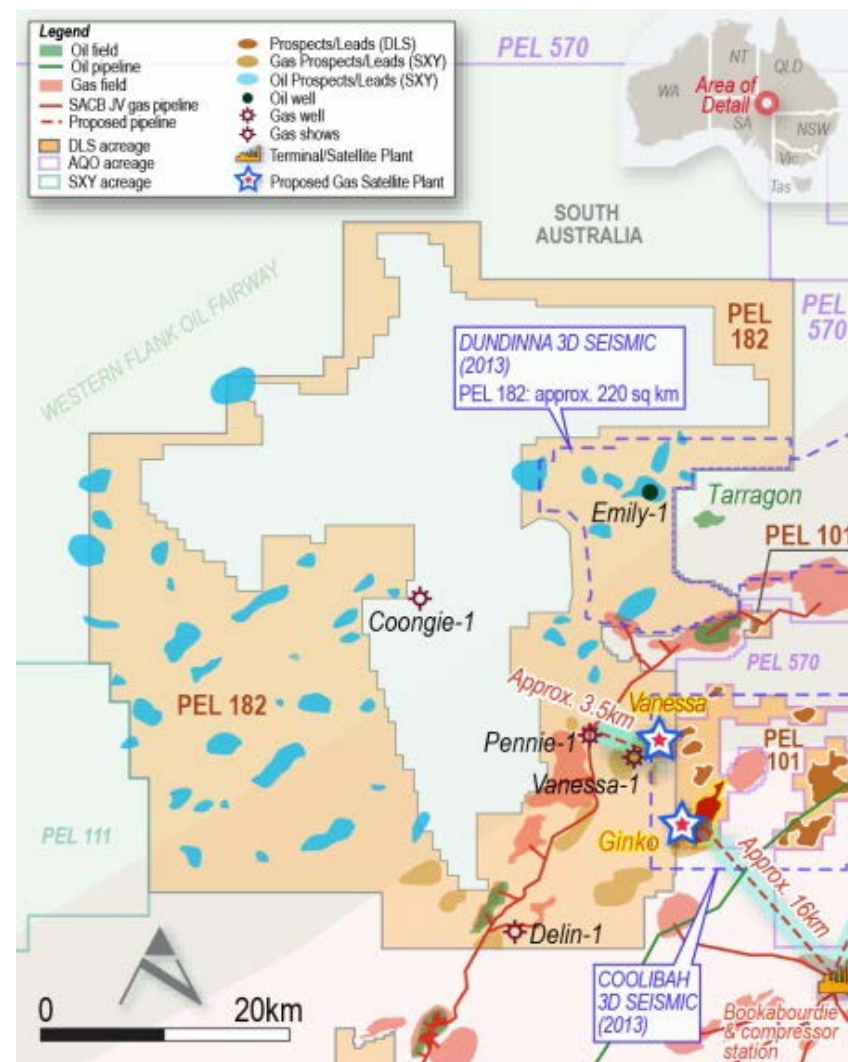 Legend
Oil field
Oil pipeline
Gas field
SACB JV gas pipeline
Proposed pipeline
DLS acreage
AQO acreage
SXY acreage
Prospects/Leads (DLS)
Gas Prospects/Leads (SXY)
Oil Prospects/Leads (SXY)
Oil well
Gas well
Gas shows
Terminal/Satellite Plant
Proposed Gas Satellite Plant
PEL 570
NT
QLD
WA
Area of
Detail
SA
NSW
Vic
Tas
SOUTH
AUSTRALIA
WESTERN FLANK OIL FAIRWAY
PEL
182
PEL
570
DUNDINNA 3D SEISMIC
(2013)
PEL 182: approx. 220 sq km
Emily-1
Tarragon
PEL 101
Coongie-1
PEL 570
PEL 182
Approx. 3.5km
Vanessa
Pennie-1
Vanessa-1
PEL
101
PEL 111
Ginko
Approx. 16km
Delin-1
COOLIBAH
3D SEISMIC
(2013)
N
0
20km
Bookabourdie
& compressor
station